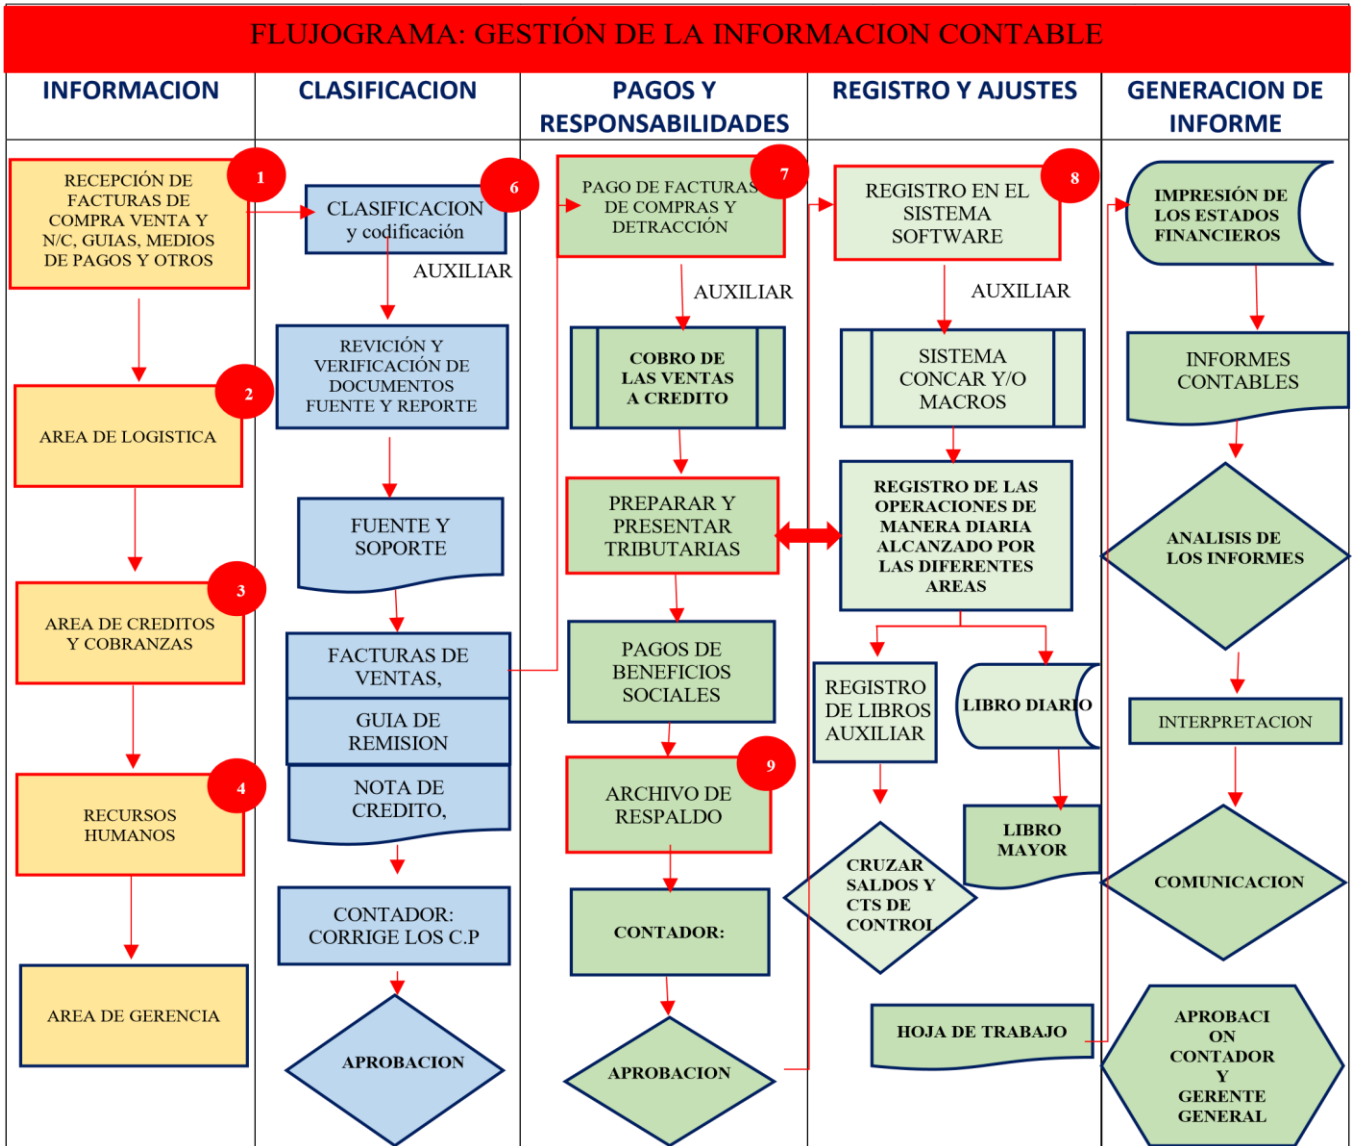 FLUJOGRAMA: GESTIÓN DE LA INFORMACION CONTABLE
INFORMACION
CLASIFICACION
PAGOS Y
RESPONSABILIDADES
REGISTRO Y AJUSTES
GENERACION DE
INFORME
1
RECEPCIÓN DE
FACTURAS DE
COMPRA VENTA Y
N/C, GUIAS, MEDIOS
DE PAGOS Y OTROS
2
AREA DE LOGISTICA
3
AREA DE CREDITOS
Y COBRANZAS
4
RECURSOS
HUMANOS
AREA DE GERENCIA
6
CLASIFICACION
y codificación
AUXILIAR
REVICIÓN Y
VERIFICACIÓN DE
DOCUMENTOS
FUENTE Y REPORTE
FUENTE Y
SOPORTE
FACTURAS DE
VENTAS,
GUIA DE
REMISION
NOTA DE
CREDITO,
CONTADOR:
CORRIGE LOS C.P
APROBACION
7
PAGO DE FACTURAS
DE COMPRAS Y
DETRACCIÓN
AUXILIAR
COBRO DE
LAS VENTAS
A CREDITO
PREPARAR Y
PRESENTAR
TRIBUTARIAS
PAGOS DE
BENEFICIOS
SOCIALES
9
ARCHIVO DE
RESPALDO
CONTADOR:
APROBACION
8
REGISTRO EN EL
SISTEMA
SOFTWARE
AUXILIAR
SISTEMA
CONCAR Y/O
MACROS
REGISTRO DE LAS
OPERACIONES DE
MANERA DIARIA
ALCANZADO POR
LAS DIFERENTES
AREAS
REGISTRO
DE LIBROS
AUXILIAR
LIBRO DIARIO
CRUZAR
SALDOS Y
CTS DE
CONTROL
LIBRO
MAYOR
HOJA DE TRABAJO
IMPRESIÓN DE
LOS ESTADOS
FINANCIEROS
INFORMES
CONTABLES
ANALISIS DE
LOS INFORMES
INTERPRETACION
COMUNICACION
APROBACI
ON
CONTADOR
Y
GERENTE
GENERAL